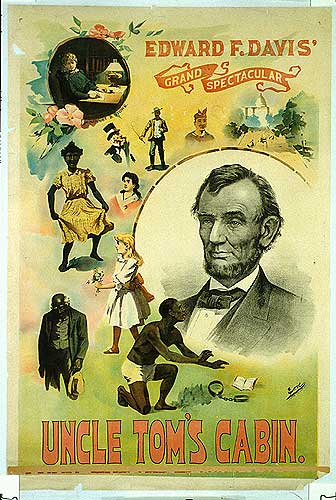 EDWARD F. DAVIS'
GRAND SPECTACULAR
UNCLE TOM'S CABIN.